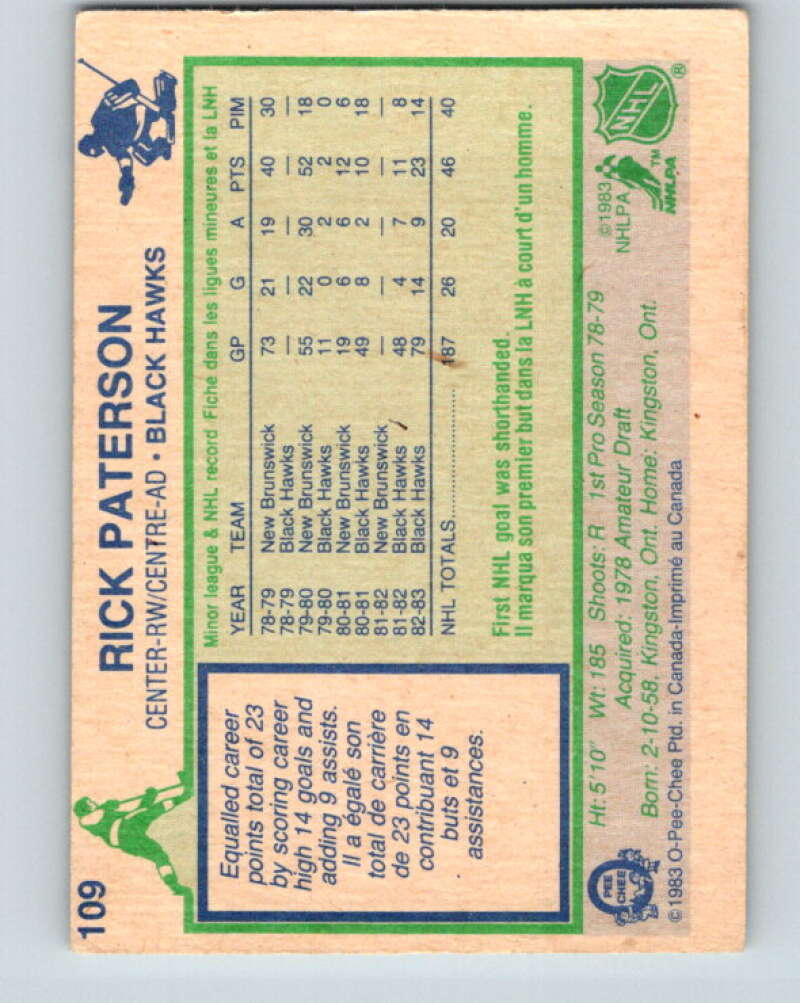 109
RICK PATERSON
CENTER-RW/CENTRE-AD • BLACK HAWKS
Equalled career
points total of 23
by scoring career
high 14 goals and
adding 9 assists.
Il a égalé son
total de carrière
de 23 points en
contribuant 14
buts et 9
assistances.
Minor league & NHL record Fiche dans les ligues mineures et la LNH
YEAR TEAM GP G A PTS PIM
78-79 New Brunswick 73 21 19 40 30
78-79 Black Hawks — — — — —
79-80 New Brunswick 55 22 30 52 18
79-80 Black Hawks 11 0 2 2 0
80-81 New Brunswick 19 6 6 12 6
80-81 Black Hawks 49 8 2 10 18
81-82 New Brunswick — — — — —
81-82 Black Hawks 48 4 7 11 8
82-83 Black Hawks 79 14 9 23 14
NHL TOTALS.................... 187 26 20 46 40
First NHL goal was shorthanded.
Il marqua son premier but dans la LNH à court d'un homme.
Ht: 5'10" Wt: 185 Shoots: R 1st Pro Season 78-79
Acquired: 1978 Amateur Draft
Born: 2-10-58, Kingston, Ont. Home: Kingston, Ont.
©1983 O-Pee-Chee Ptd. in Canada-Imprimé au Canada
O
PEE
CHEE
©1983
NHLPA
NHLPA
TM
NHL
®